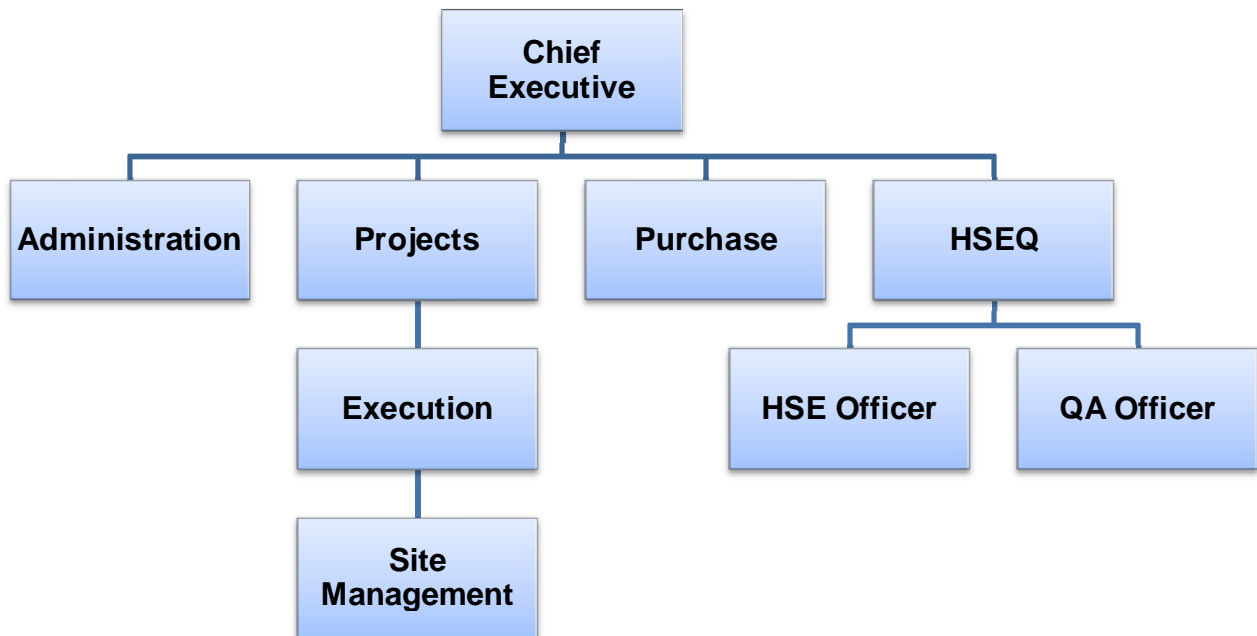 Chief
Executive
Administration
Projects
Purchase
HSEQ
Execution
HSE Officer
QA Officer
Site
Management